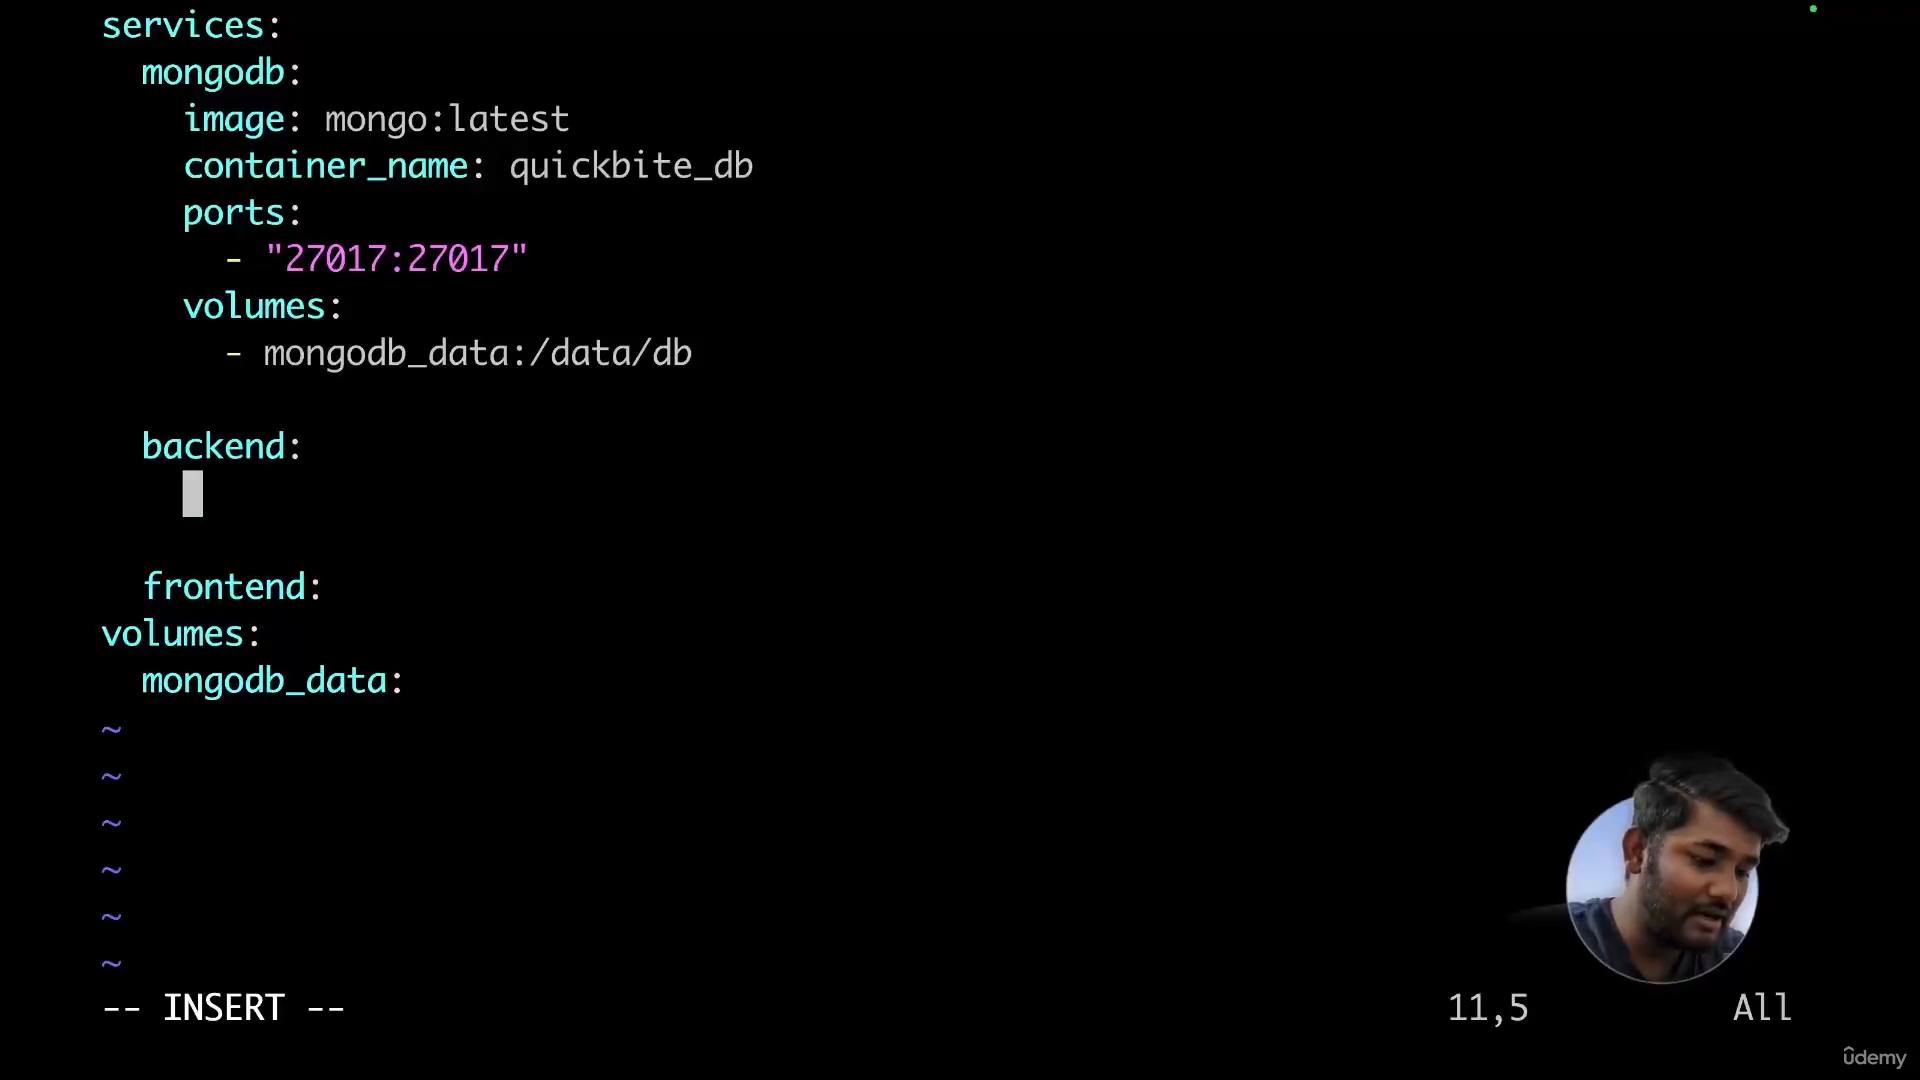 services:
mongodb:
image: mongo:latest
container_name: quickbite_db
ports:
- "27017:27017"
volumes:
- mongodb_data:/data/db
backend:
frontend:
volumes:
mongodb_data:
~
~
~
~
~
~
-- INSERT --
11,5
All
ûdemy